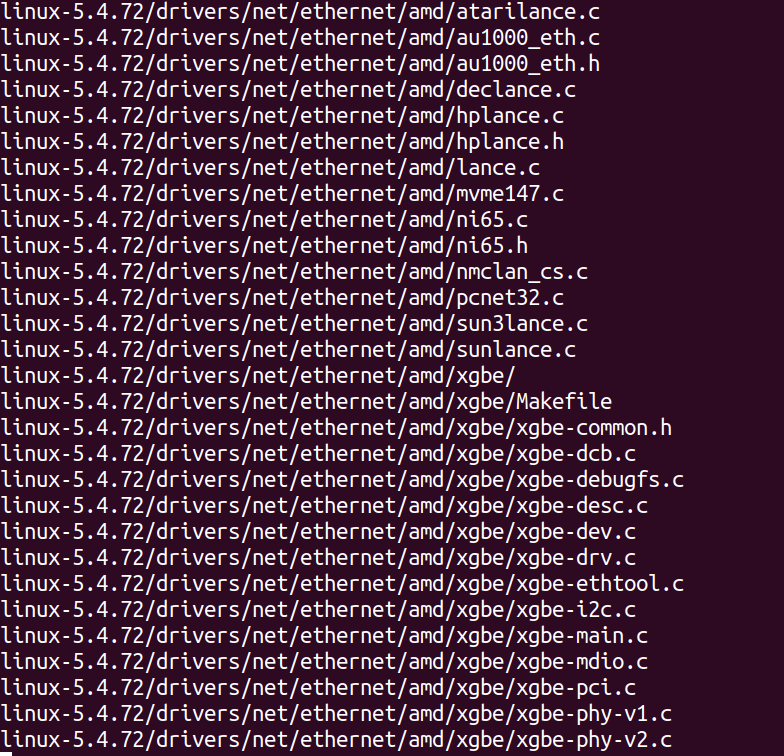 linux-5.4.72/drivers/net/ethernet/amd/atarilance.c
linux-5.4.72/drivers/net/ethernet/amd/au1000_eth.c
linux-5.4.72/drivers/net/ethernet/amd/au1000_eth.h
linux-5.4.72/drivers/net/ethernet/amd/declance.c
linux-5.4.72/drivers/net/ethernet/amd/hplance.c
linux-5.4.72/drivers/net/ethernet/amd/hplance.h
linux-5.4.72/drivers/net/ethernet/amd/lance.c
linux-5.4.72/drivers/net/ethernet/amd/mvme147.c
linux-5.4.72/drivers/net/ethernet/amd/ni65.c
linux-5.4.72/drivers/net/ethernet/amd/ni65.h
linux-5.4.72/drivers/net/ethernet/amd/nmclan_cs.c
linux-5.4.72/drivers/net/ethernet/amd/pcnet32.c
linux-5.4.72/drivers/net/ethernet/amd/sun3lance.c
linux-5.4.72/drivers/net/ethernet/amd/sunlance.c
linux-5.4.72/drivers/net/ethernet/amd/xgbe/
linux-5.4.72/drivers/net/ethernet/amd/xgbe/Makefile
linux-5.4.72/drivers/net/ethernet/amd/xgbe/xgbe-common.h
linux-5.4.72/drivers/net/ethernet/amd/xgbe/xgbe-dcb.c
linux-5.4.72/drivers/net/ethernet/amd/xgbe/xgbe-debugfs.c
linux-5.4.72/drivers/net/ethernet/amd/xgbe/xgbe-desc.c
linux-5.4.72/drivers/net/ethernet/amd/xgbe/xgbe-dev.c
linux-5.4.72/drivers/net/ethernet/amd/xgbe/xgbe-drv.c
linux-5.4.72/drivers/net/ethernet/amd/xgbe/xgbe-ethtool.c
linux-5.4.72/drivers/net/ethernet/amd/xgbe/xgbe-i2c.c
linux-5.4.72/drivers/net/ethernet/amd/xgbe/xgbe-main.c
linux-5.4.72/drivers/net/ethernet/amd/xgbe/xgbe-mdio.c
linux-5.4.72/drivers/net/ethernet/amd/xgbe/xgbe-pci.c
linux-5.4.72/drivers/net/ethernet/amd/xgbe/xgbe-phy-v1.c
linux-5.4.72/drivers/net/ethernet/amd/xgbe/xgbe-phy-v2.c